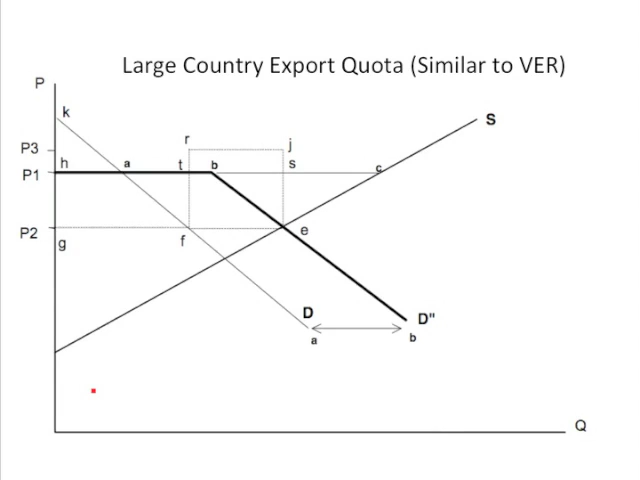 Large Country Export Quota (Similar to VER)
P
k
S
r
j
P3
h
a
t
b
s
c
P1
P2
g
f
e
D
D"
a
b
Q